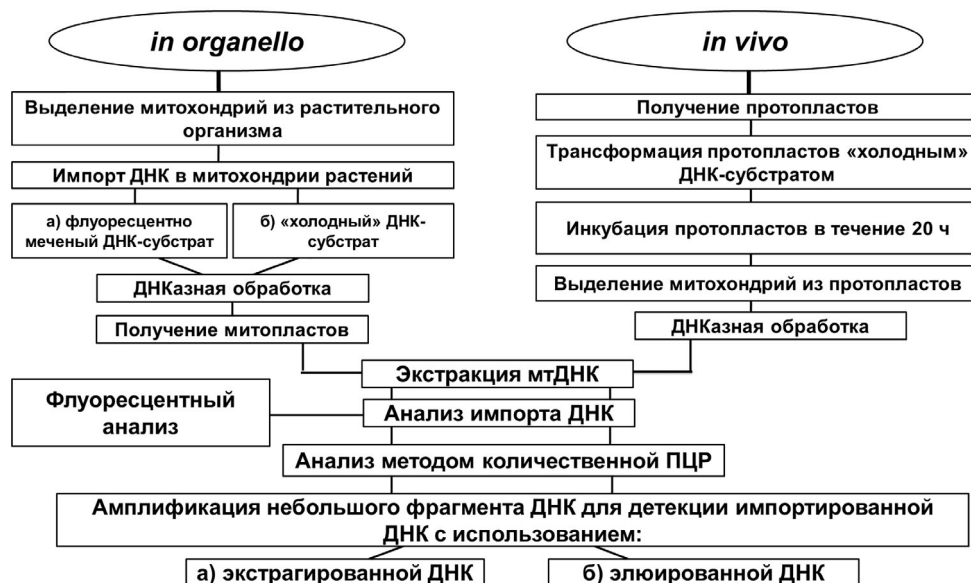 in organello
Выделение митохондрий из растительного
организма
Импорт ДНК в митохондрии растений
а) флуоресцентно
меченый ДНК-субстрат
б) «холодный» ДНК-
субстрат
ДНКазная обработка
Получение митопластов
in vivo
Получение протопластов
Трансформация протопластов «холодным»
ДНК-субстратом
Инкубация протопластов в течение 20 ч
Выделение митохондрий из протопластов
ДНКазная обработка
Экстракция мтДНК
Флуоресцентный
анализ
Анализ импорта ДНК
Анализ методом количественной ПЦР
Амплификация небольшого фрагмента ДНК для детекции импортированной
ДНК с использованием:
а) экстрагированной ДНК
б) элюированной ДНК